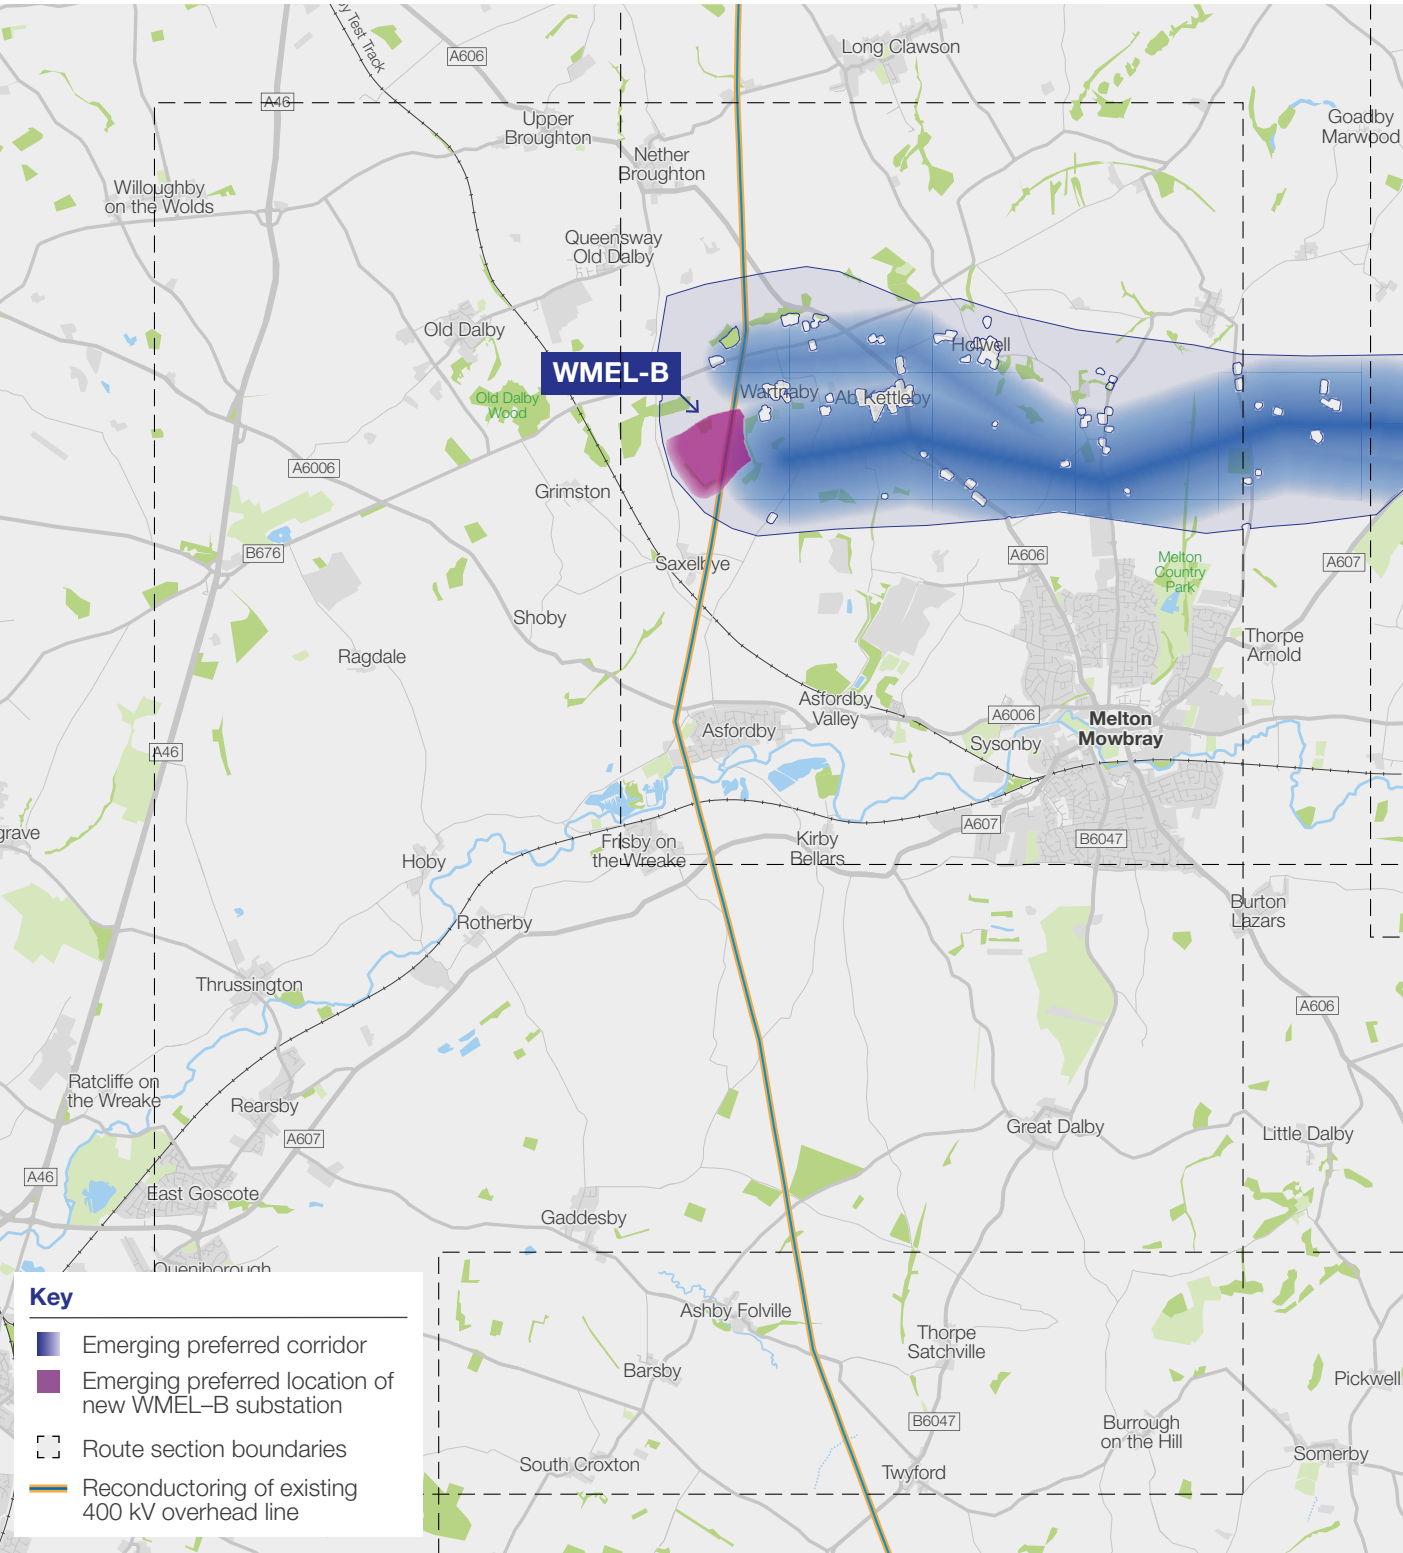 y Test Track
A606
Long Clawson
A46
Upper
Broughton
Goadby
Marwood
Nether
Broughton
Willoughby
on the Wolds
Queensway
Old Dalby
Old Dalby
Holwell
WMEL-B
Wartnaby
Ab Kettleby
Old Dalby
Wood
A6006
Grimston
B676
Saxelbye
A606
Melton
Country
Park
A607
Shoby
Thorpe
Arnold
Ragdale
Asfordby
Valley
A6006
Melton
Mowbray
Asfordby
Sysonby
A46
grave
A607
B6047
Kirby
Bellars
Frisby on
the Wreake
Hoby
Burton
Lazars
Rotherby
Thrussington
A606
Ratcliffe on
the Wreake
Rearsby
Great Dalby
Little Dalby
A607
A46
East Goscote
Gaddesby
Queniborough
Ashby Folville
Thorpe
Satchville
Barsby
Pickwell
B6047
Burrough
on the Hill
Somerby
South Croxton
Twyford
Key
Emerging preferred corridor
Emerging preferred location of
new WMEL–B substation
Route section boundaries
Reconductoring of existing
400 kV overhead line